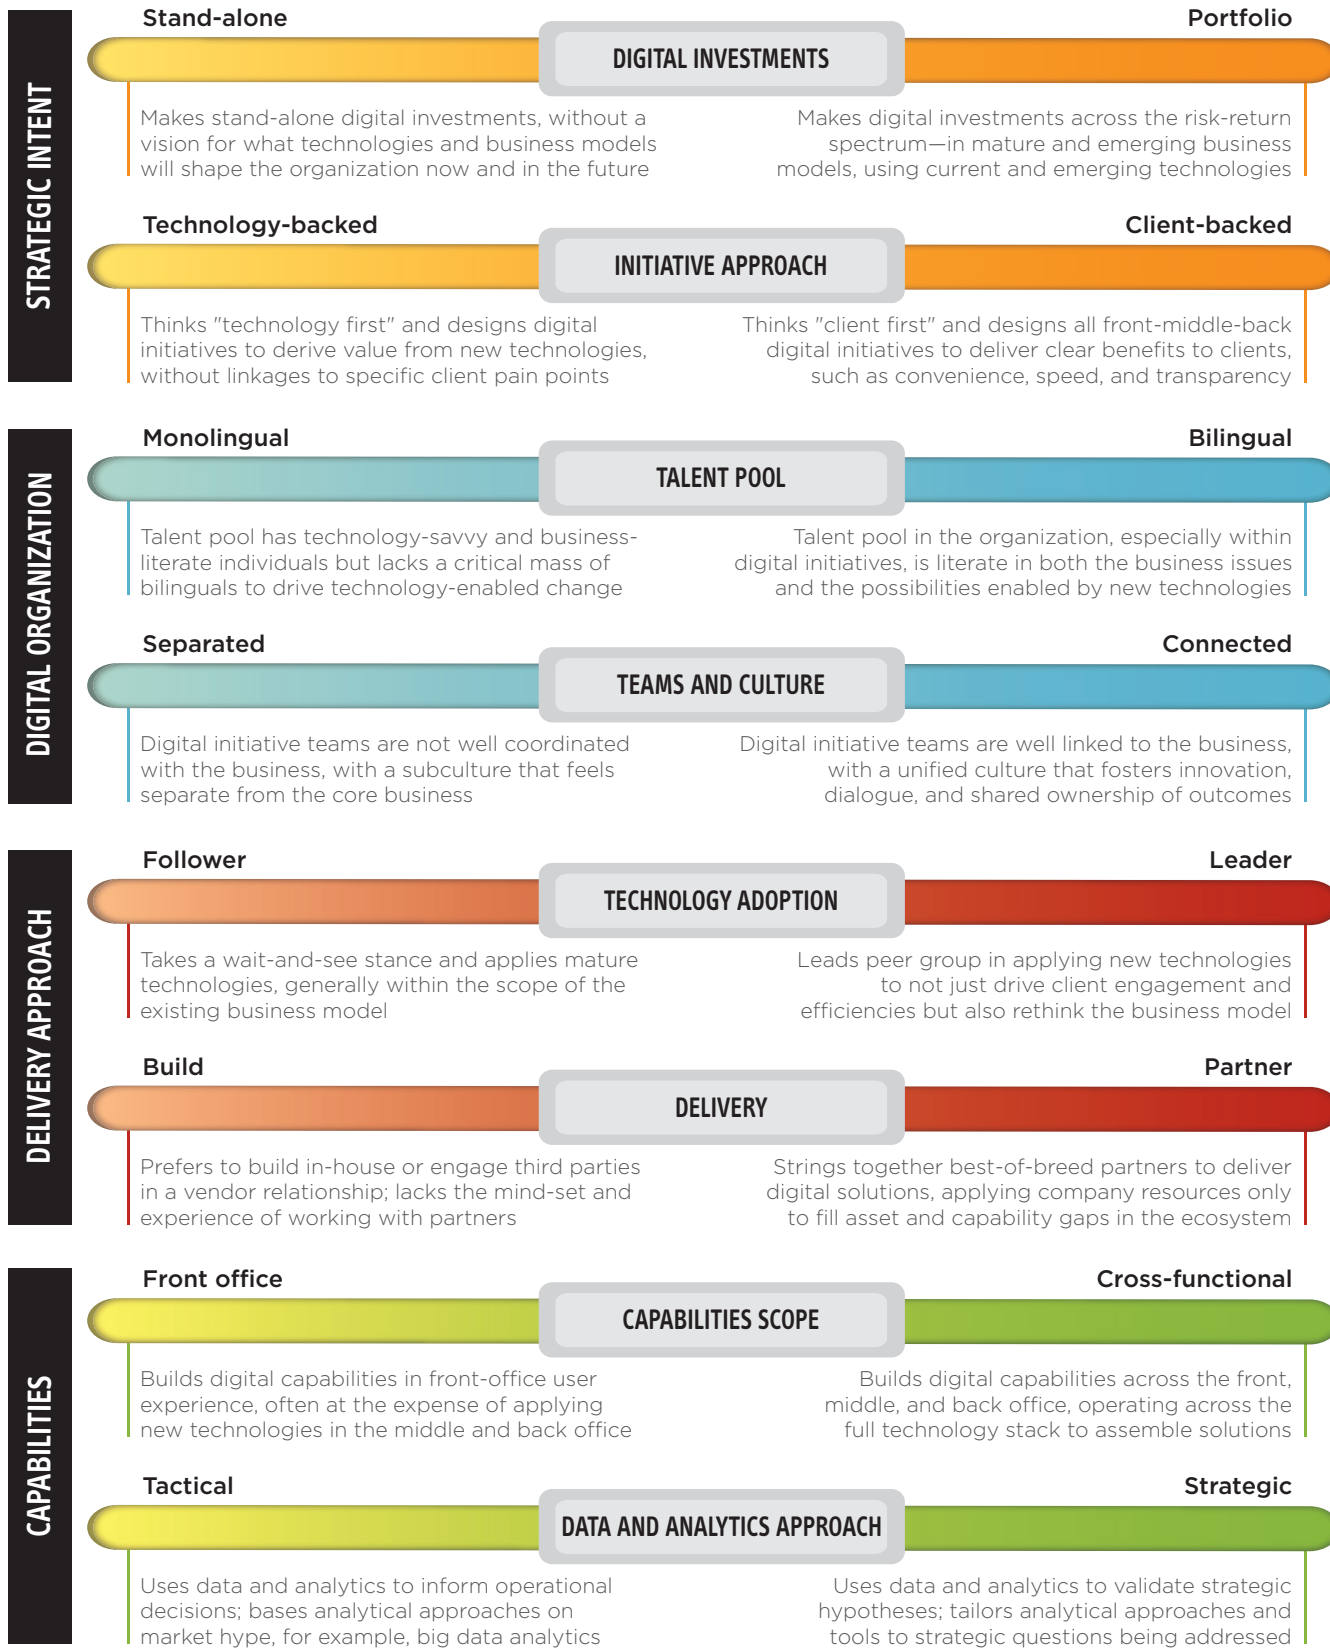 STRATEGIC INTENT
Stand-alone
Portfolio
DIGITAL INVESTMENTS
Makes stand-alone digital investments, without a
vision for what technologies and business models
will shape the organization now and in the future
Makes digital investments across the risk-return
spectrum—in mature and emerging business
models, using current and emerging technologies
Technology-backed
Client-backed
INITIATIVE APPROACH
Thinks "technology first" and designs digital
initiatives to derive value from new technologies,
without linkages to specific client pain points
Thinks "client first" and designs all front-middle-back
digital initiatives to deliver clear benefits to clients,
such as convenience, speed, and transparency
DIGITAL ORGANIZATION
Monolingual
Bilingual
TALENT POOL
Talent pool has technology-savvy and business-
literate individuals but lacks a critical mass of
bilinguals to drive technology-enabled change
Talent pool in the organization, especially within
digital initiatives, is literate in both the business issues
and the possibilities enabled by new technologies
Separated
Connected
TEAMS AND CULTURE
Digital initiative teams are not well coordinated
with the business, with a subculture that feels
separate from the core business
Digital initiative teams are well linked to the business,
with a unified culture that fosters innovation,
dialogue, and shared ownership of outcomes
DELIVERY APPROACH
Follower
Leader
TECHNOLOGY ADOPTION
Takes a wait-and-see stance and applies mature
technologies, generally within the scope of the
existing business model
Leads peer group in applying new technologies
to not just drive client engagement and
efficiencies but also rethink the business model
Build
Partner
DELIVERY
Prefers to build in-house or engage third parties
in a vendor relationship; lacks the mind-set and
experience of working with partners
Strings together best-of-breed partners to deliver
digital solutions, applying company resources only
to fill asset and capability gaps in the ecosystem
CAPABILITIES
Front office
Cross-functional
CAPABILITIES SCOPE
Builds digital capabilities in front-office user
experience, often at the expense of applying
new technologies in the middle and back office
Builds digital capabilities across the front,
middle, and back office, operating across the
full technology stack to assemble solutions
Tactical
Strategic
DATA AND ANALYTICS APPROACH
Uses data and analytics to inform operational
decisions; bases analytical approaches on
market hype, for example, big data analytics
Uses data and analytics to validate strategic
hypotheses; tailors analytical approaches and
tools to strategic questions being addressed